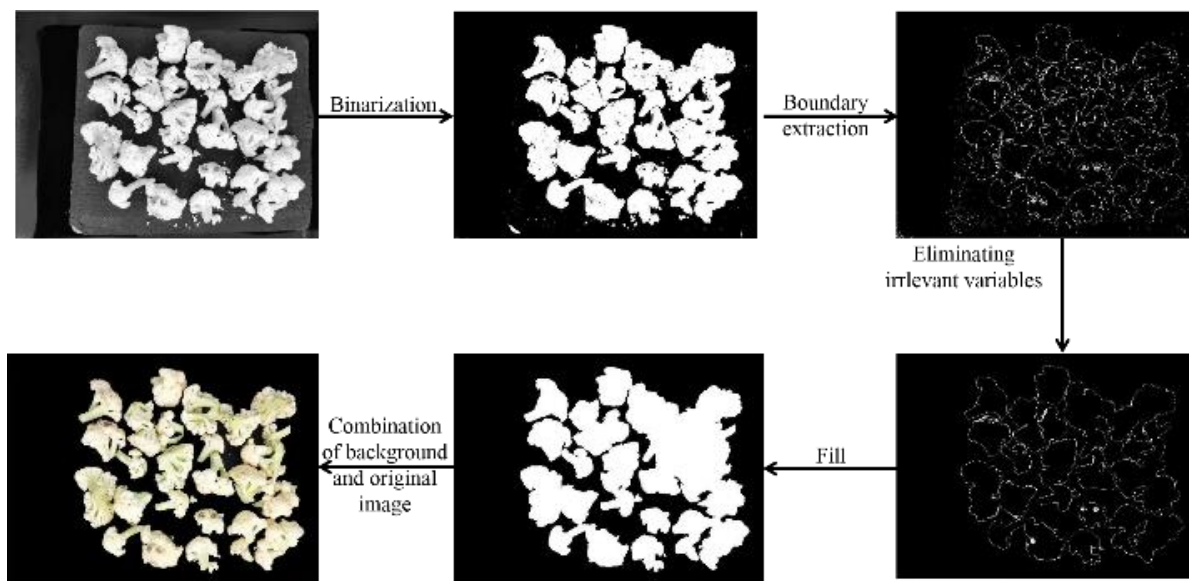 Binarization
Boundary
extraction
Eliminating
irrlevant variables
Fill
Combination
of background
and original
image